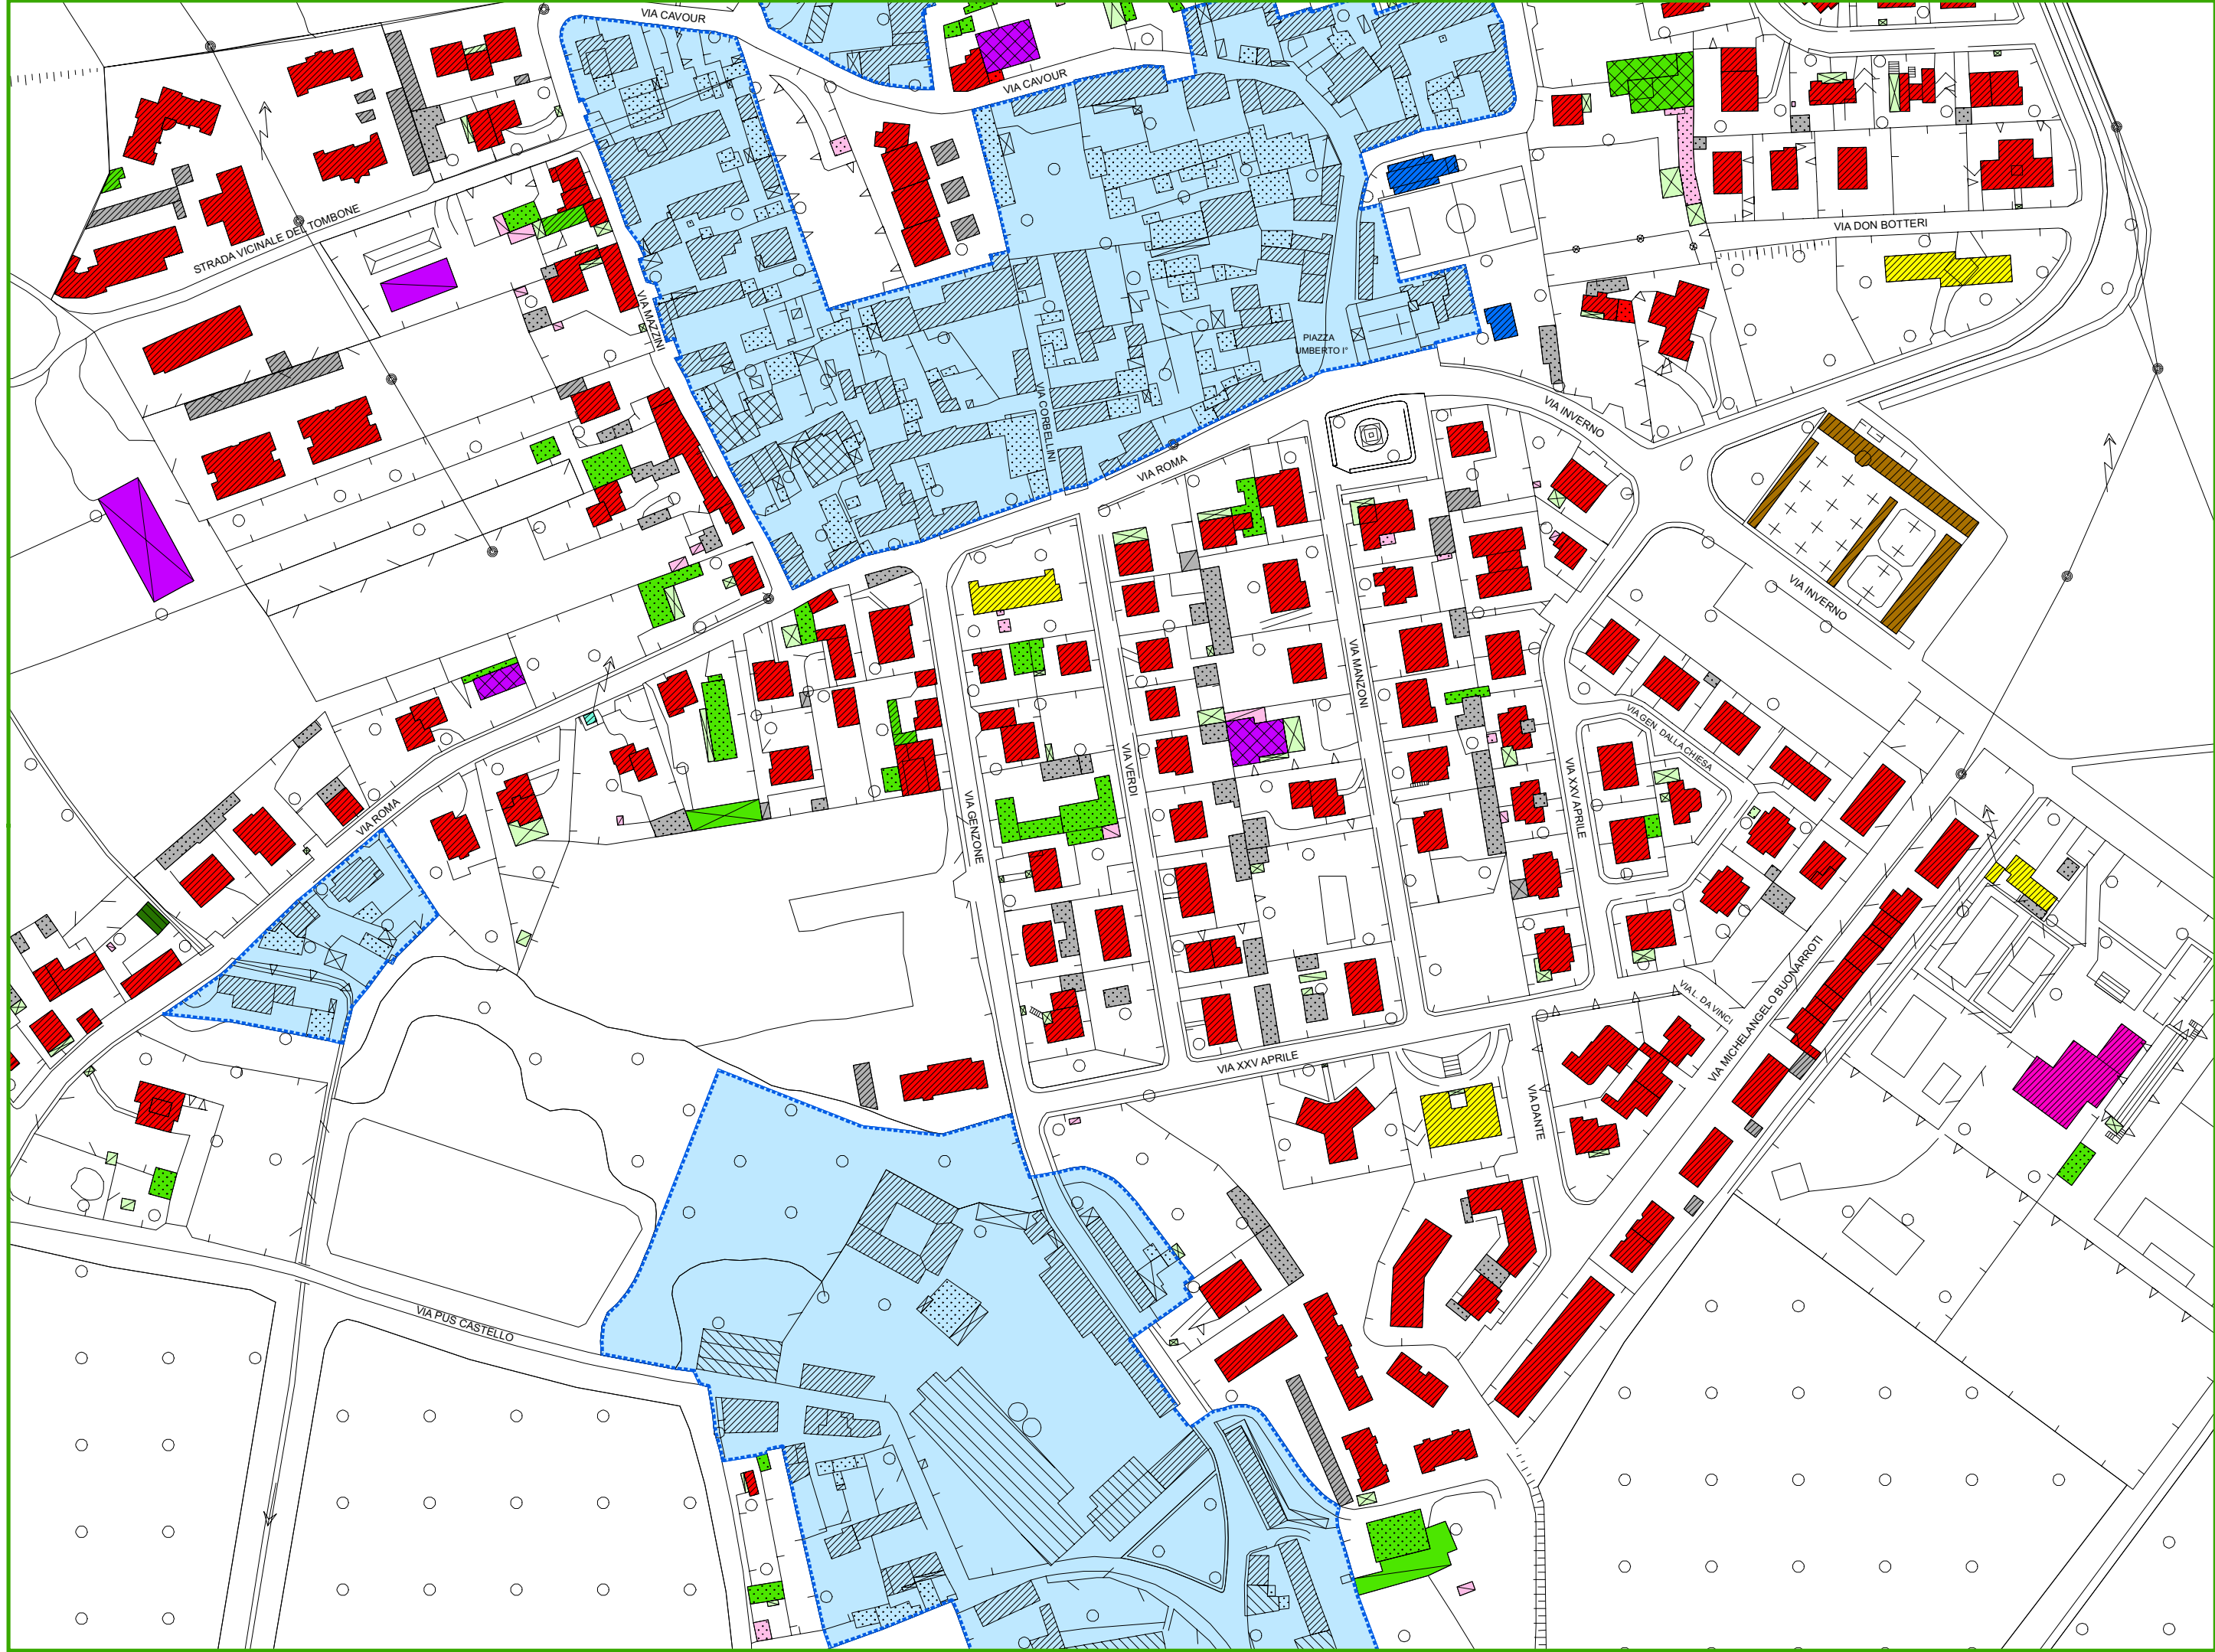 VIA CAVOUR
VIA CAVOUR
STRADA VICINALE DEL TOMBONE
VIA DON BOTTERI
VIA MAZZINI
PIAZZA
UMBERTO I°
VIA CORBELLINI
VIA INVERNO
VIA ROMA
VIA INVERNO
VIA MANZONI
VIA GEN. DALLA CHIESA
VIA VERDI
VIA XXV APRILE
VIA GENZONE
VIA ROMA
VIA MICHELANGELO BUONARROTI
VIA L. DA VINCI
VIA XXV APRILE
VIA DANTE
VIA PUS CASTELLO